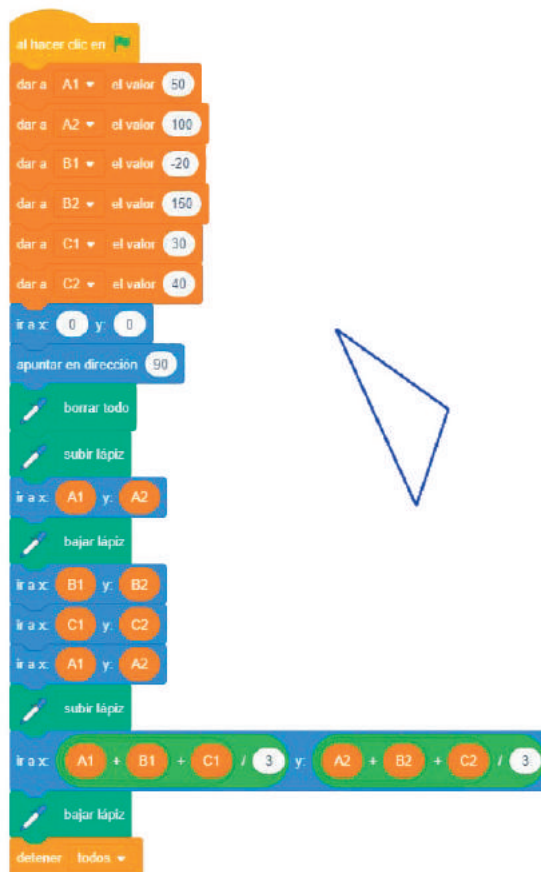 al hacer clic en
dar a A1 el valor 50
dar a A2 el valor 100
dar a B1 el valor -20
dar a B2 el valor 150
dar a C1 el valor 30
dar a C2 el valor 40
ir a x: 0 y: 0
apuntar en dirección 90
borrar todo
subir lápiz
ir a x: A1 y: A2
bajar lápiz
ir a x: B1 y: B2
ir a x: C1 y: C2
ir a x: A1 y: A2
subir lápiz
ir a x: A1 + B1 + C1 / 3 y: A2 + B2 + C2 / 3
bajar lápiz
detener todos